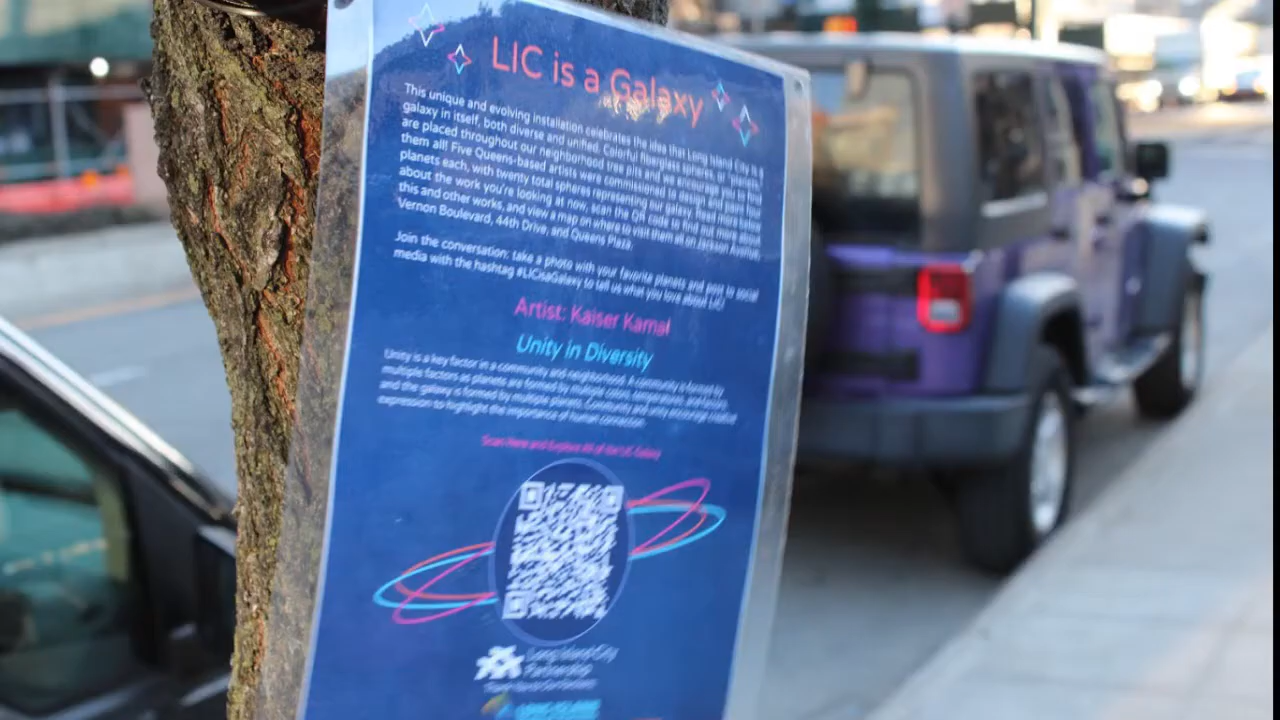 LIC is a Galaxy
This unique and evolving installation celebrates the idea that Long Island City is a
galaxy in itself, both diverse and unified. Colorful fiberglass spheres, or "planets,"
are placed throughout our neighborhood tree pits and we encourage you to visit
them all! Five Queens-based artists were commissioned to design and paint four
planets each, with twenty total spheres representing our galaxy. Read more below
about the work you're looking at now, scan the QR code to find out more about
this and other works, and view a map on where to visit them all on Jackson Avenue,
Vernon Boulevard, 44th Drive, and Queens Plaza.
Join the conversation: take a photo with your favorite planets and post to social
media with the hashtag #LICisaGalaxy to tell us what you love about LIC!
Artist: Kaiser Kamal
Unity in Diversity
Unity is a key factor in a community and neighborhood. A community is formed by
multiple factors as planets are formed by multiple
and the galaxy is formed by multiple planets. Community and unity encourage
expression to highlight the importance of human connection.
Scan Here and Explore All of the LIC Galaxy
Long Island City
Partnership